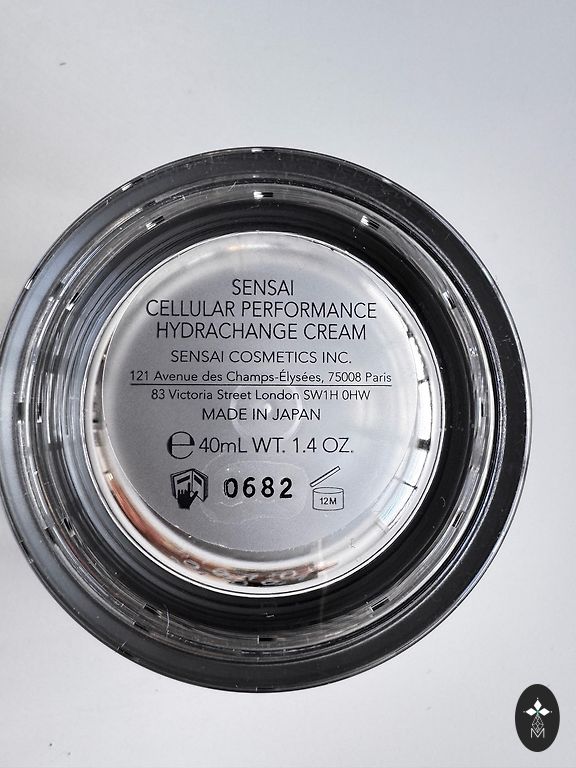 SENSAI
CELLULAR PERFORMANCE
HYDRACHANGE CREAM
SENSAI COSMETICS INC.
121 Avenue des Champs-Élysées, 75008 Paris
83 Victoria Street London SW1H 0HW
MADE IN JAPAN
℮ 40mL WT. 1.4 OZ.
0682
12M
M